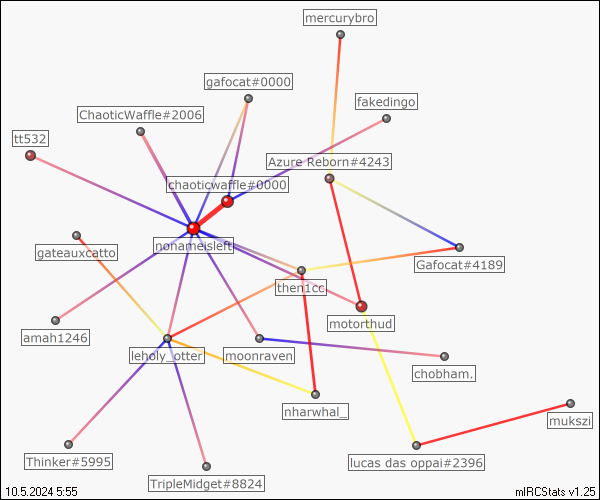 mercurybro
gafocat#0000
fakedingo
ChaoticWaffle#2006
tt532
Azure Reborn#4243
chaoticwaffle#0000
nonameisleft
gateauxcatto
Gafocat#4189
then1cc.
motorthud
amah1246
leholy_otter
moonraven
chobham.
nharwhal_
mukszi
Thinker#5995
lucas das oppai#2396
TripleMidget#8824
10.5.2024 5:55
mIRCStats v1.25